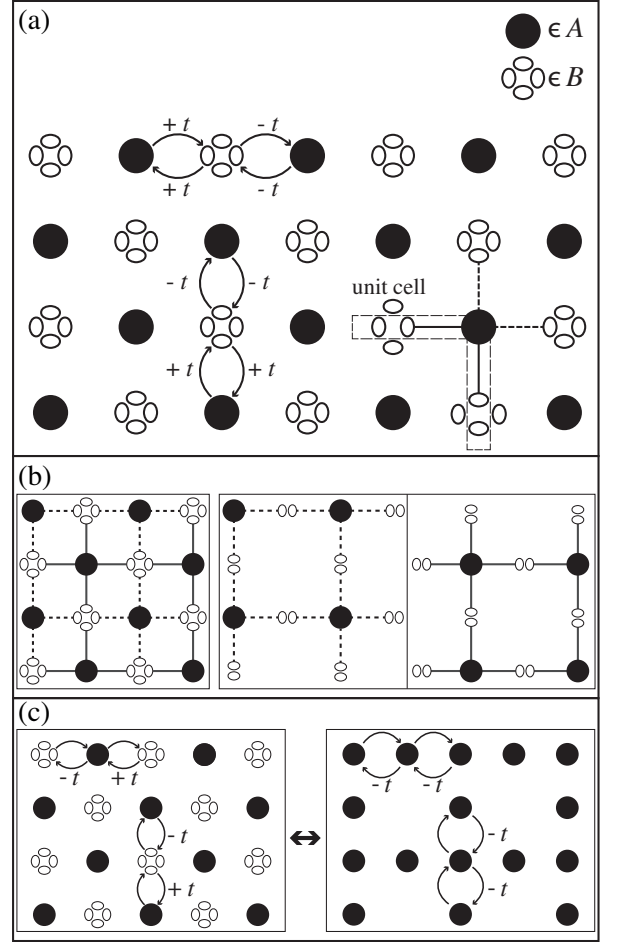 (a)
ϵ A
ϵ B
+ t - t
+ t - t
- t - t
unit cell
+ t + t
(b)
(c)
- t + t
- t - t
- t
- t
+ t
- t